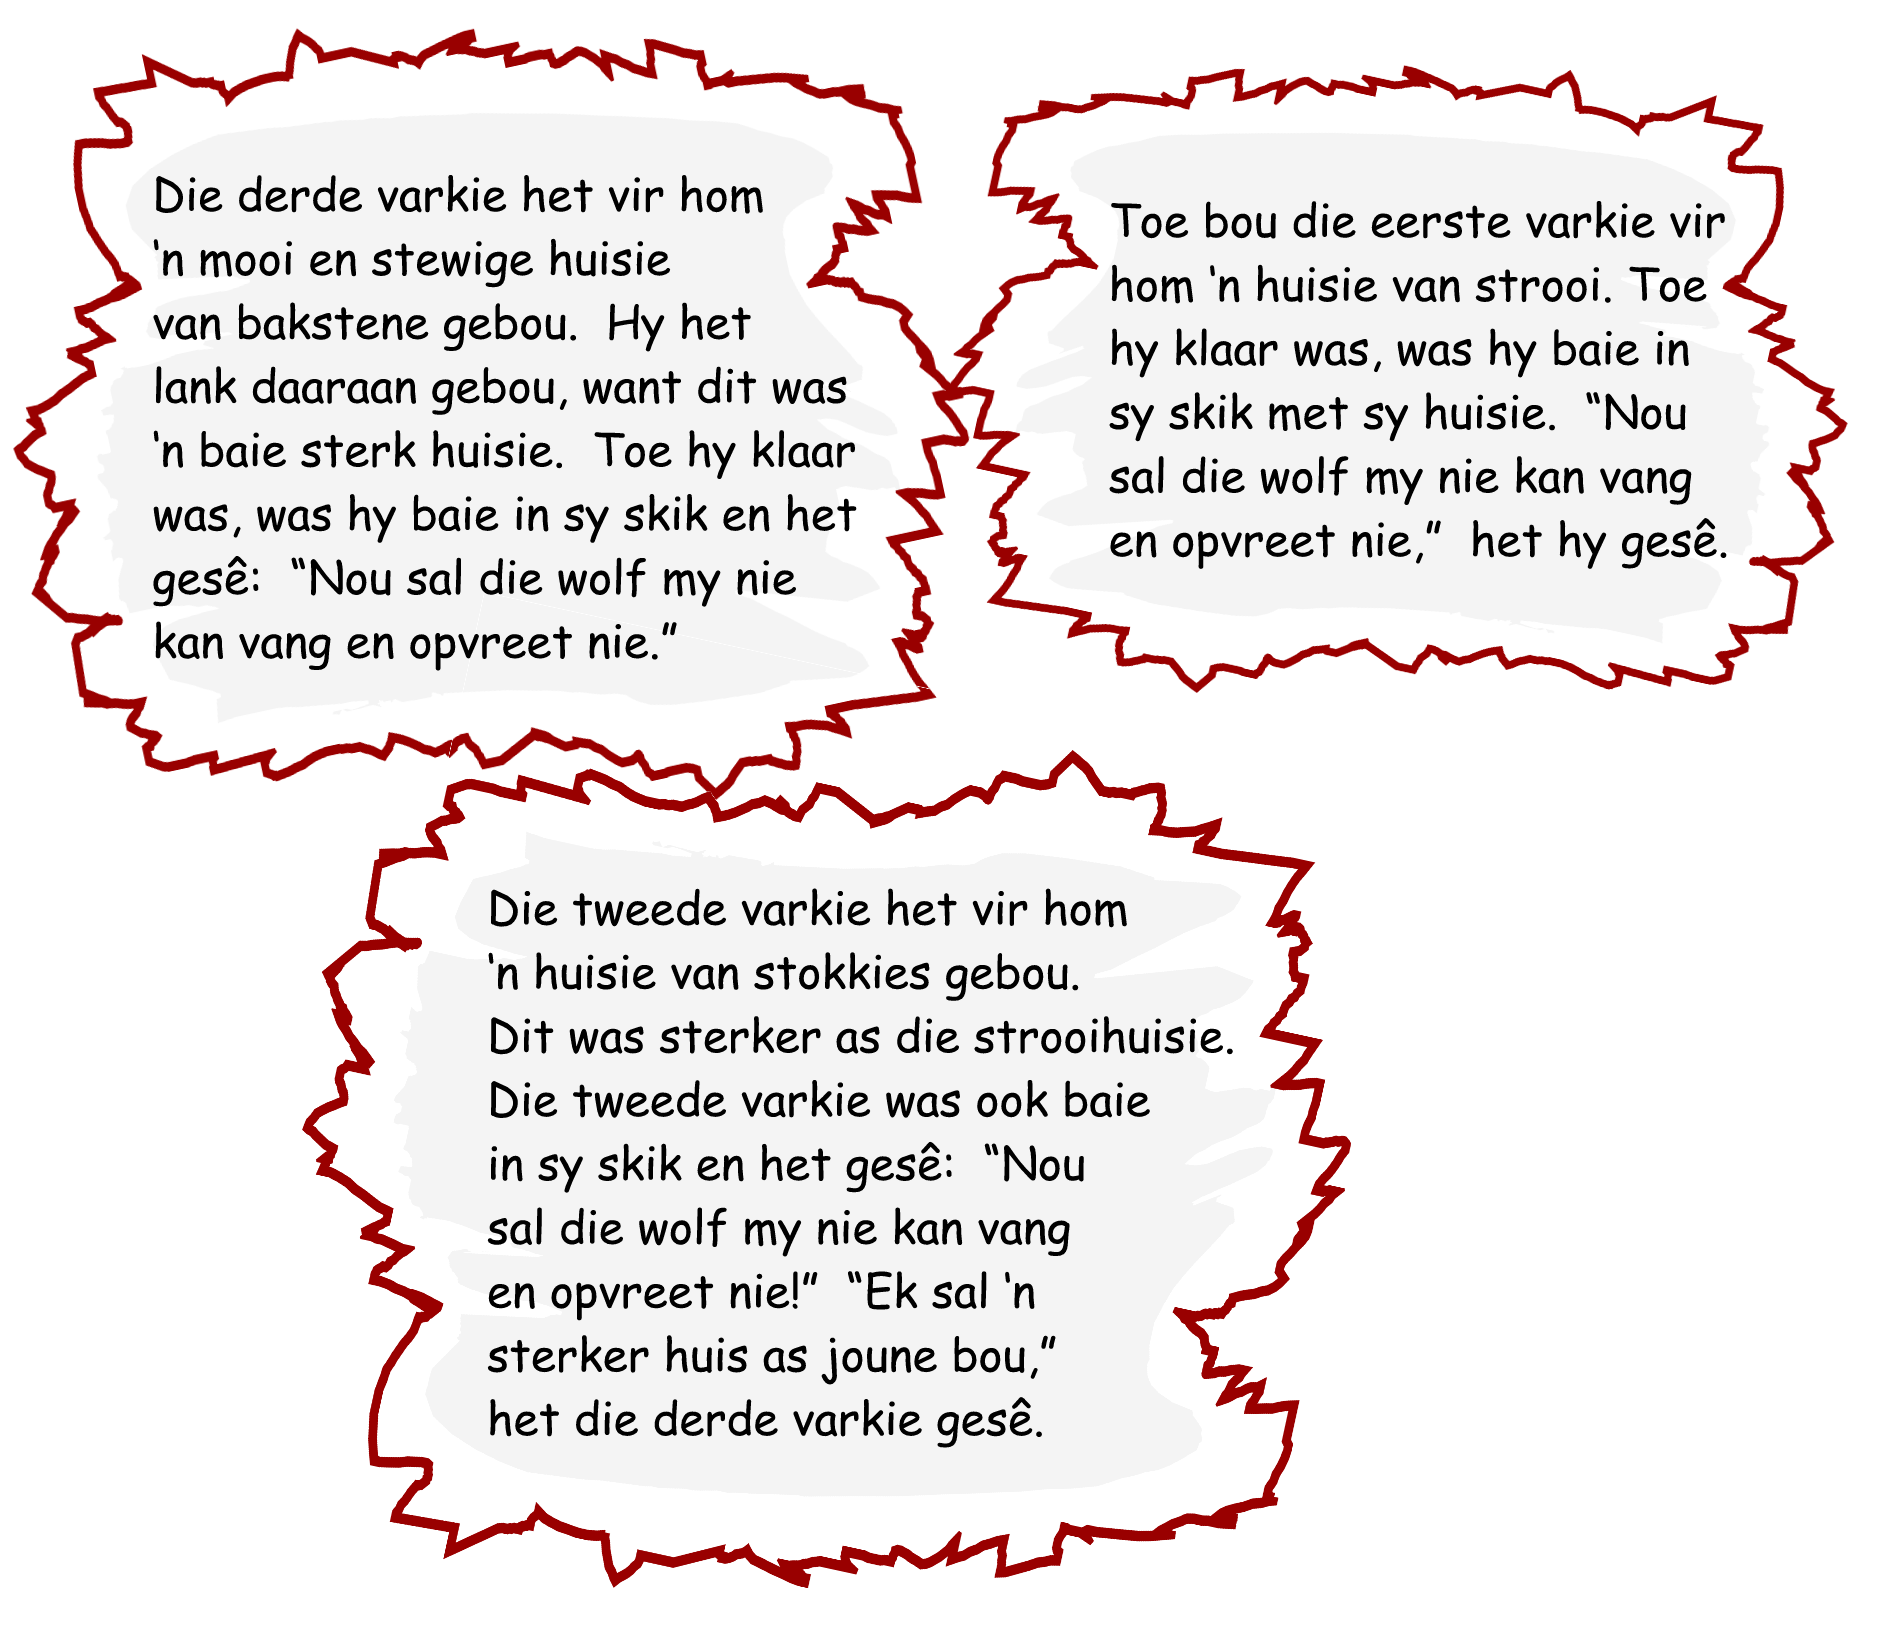 Die derde varkie het vir hom
‘n mooi en stewige huisie
van bakstene gebou.  Hy het
lank daaraan gebou, want dit was
‘n baie sterk huisie.  Toe hy klaar
was, was hy baie in sy skik en het
gesê:  “Nou sal die wolf my nie
kan vang en opvreet nie.”
Toe bou die eerste varkie vir
hom ‘n huisie van strooi. Toe
hy klaar was, was hy baie in
sy skik met sy huisie.  “Nou
sal die wolf my nie kan vang
en opvreet nie,”  het hy gesê.
Die tweede varkie het vir hom
‘n huisie van stokkies gebou.
Dit was sterker as die strooihuisie.
Die tweede varkie was ook baie
in sy skik en het gesê:  “Nou
sal die wolf my nie kan vang
en opvreet nie!”  “Ek sal ‘n
sterker huis as joune bou,”
het die derde varkie gesê.